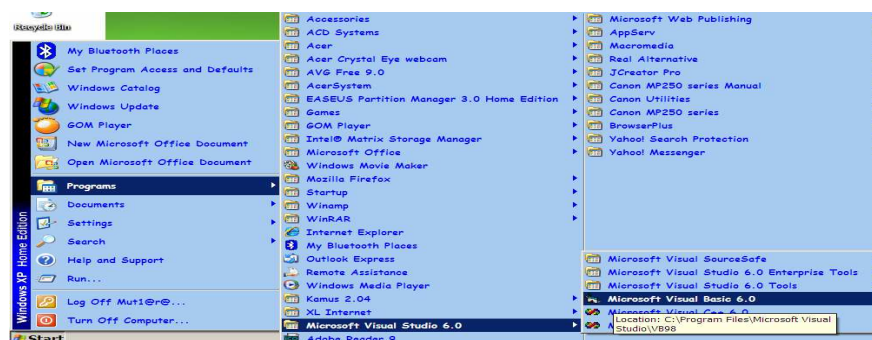 Recycle Bin
My Bluetooth Places
Set Program Access and Defaults
Windows Catalog
Windows Update
GOM Player
New Microsoft Office Document
Open Microsoft Office Document
Programs
Documents
Settings
Search
Help and Support
Run...
Log Off Mut1@r@...
Turn Off Computer...
Windows XP Home Edition
Start
Accessories
ACD Systems
Acer
Acer Crystal Eye webcam
AVG Free 9.0
AcerSystem
EASEUS Partition Manager 3.0 Home Edition
Games
GOM Player
Intel® Matrix Storage Manager
Microsoft Office
Windows Movie Maker
Mozilla Firefox
Startup
Winamp
WinRAR
Internet Explorer
My Bluetooth Places
Outlook Express
Remote Assistance
Windows Media Player
Kamus 2.04
XL Internet
Microsoft Visual Studio 6.0
Adobe Reader 9
Microsoft Web Publishing
AppServ
Macromedia
Real Alternative
JCreator Pro
Canon MP250 series Manual
Canon Utilities
Canon MP250 series
BrowserPlus
Yahoo! Search Protection
Yahoo! Messenger
Microsoft Visual SourceSafe
Microsoft Visual Studio 6.0 Enterprise Tools
Microsoft Visual Studio 6.0 Tools
Microsoft Visual Basic 6.0
Microsoft Visual C++ 6.0
Location: C:\Program Files\Microsoft Visual
Studio\VB98